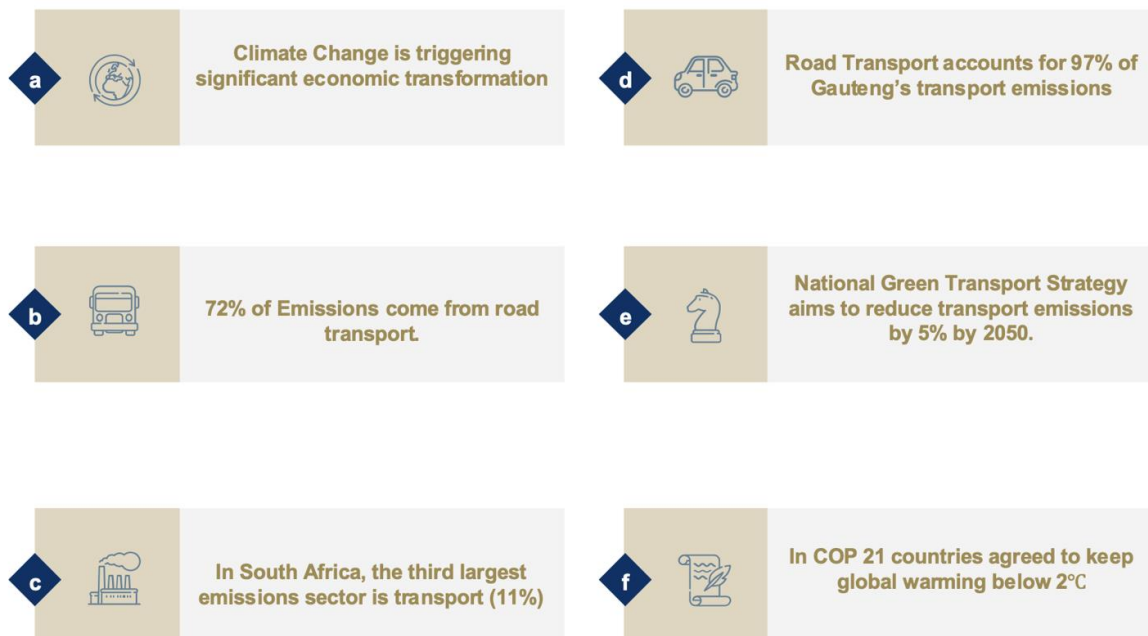 a
Climate Change is triggering
significant economic transformation
b
72% of Emissions come from road
transport.
c
In South Africa, the third largest
emissions sector is transport (11%)
d
Road Transport accounts for 97% of
Gauteng’s transport emissions
e
National Green Transport Strategy
aims to reduce transport emissions
by 5% by 2050.
f
In COP 21 countries agreed to keep
global warming below 2℃